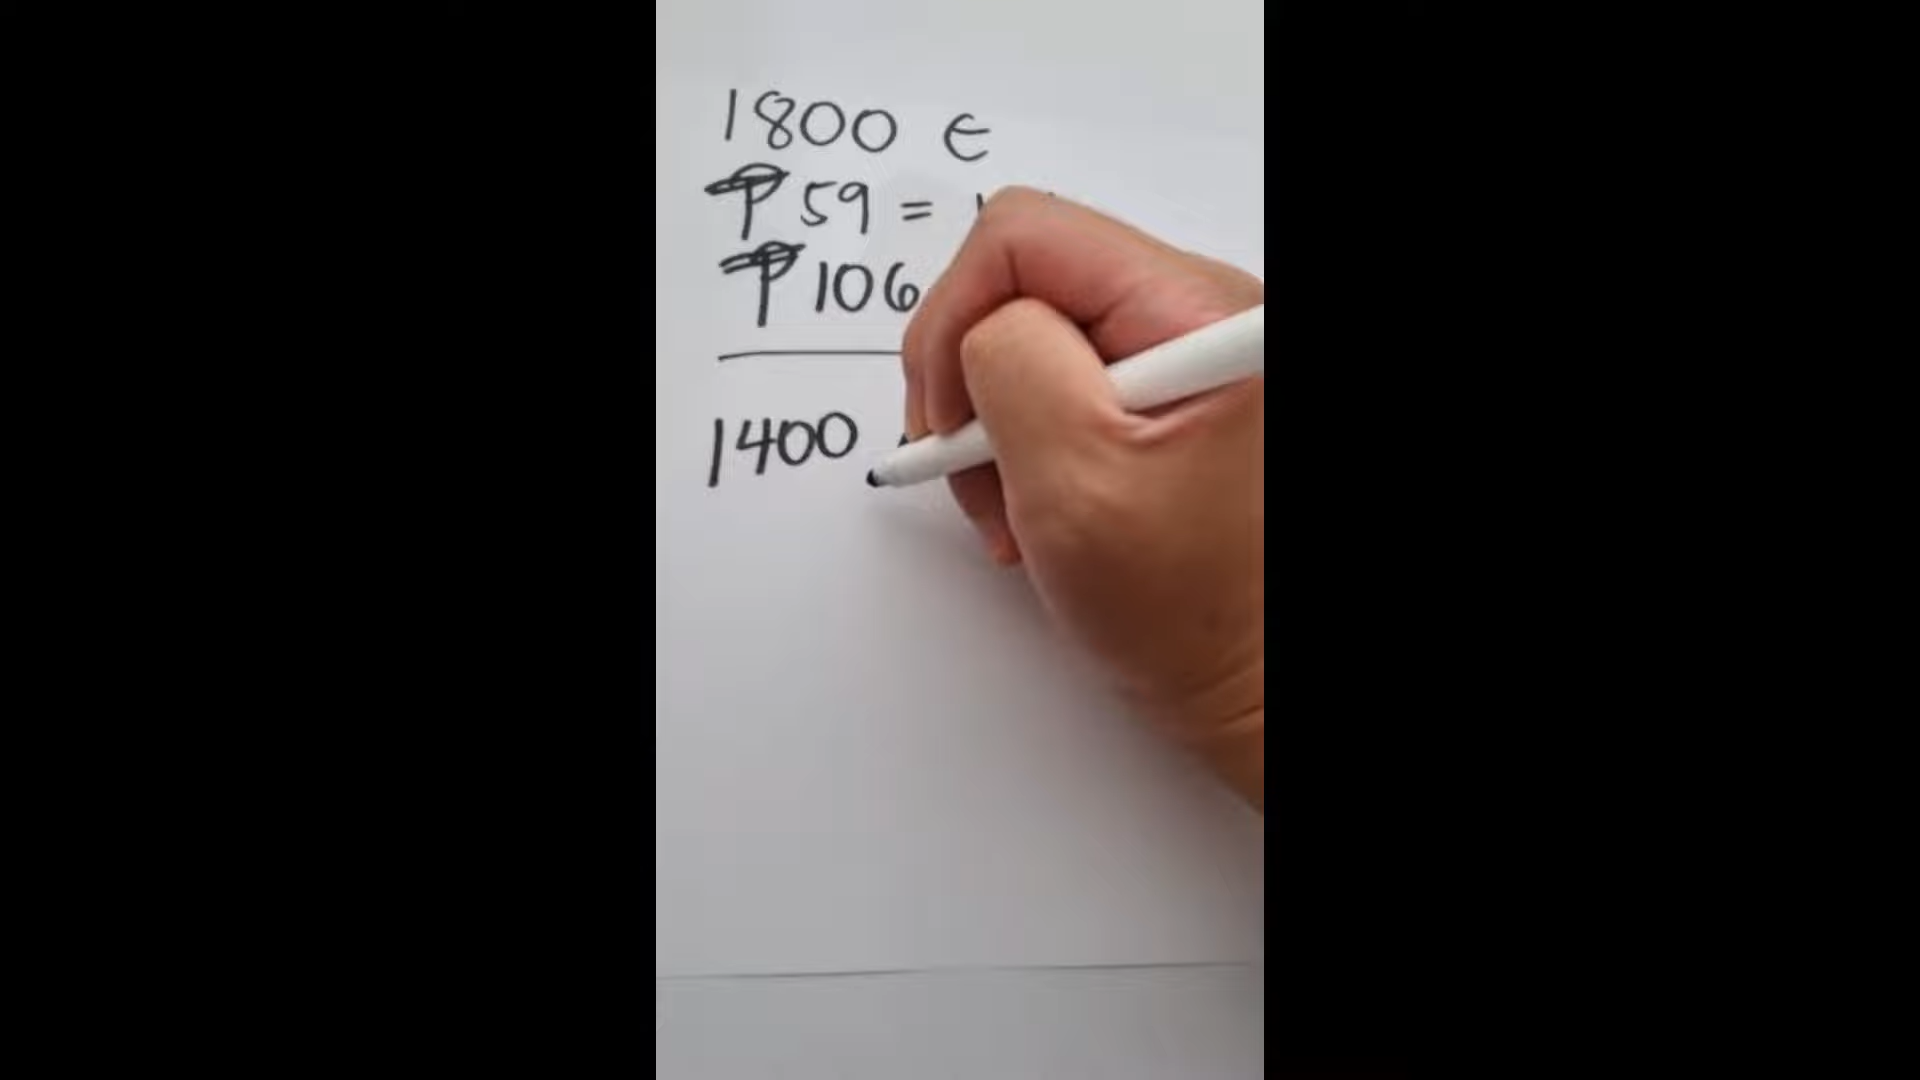 1800 €
₱ 59 =
₱ 106
1400